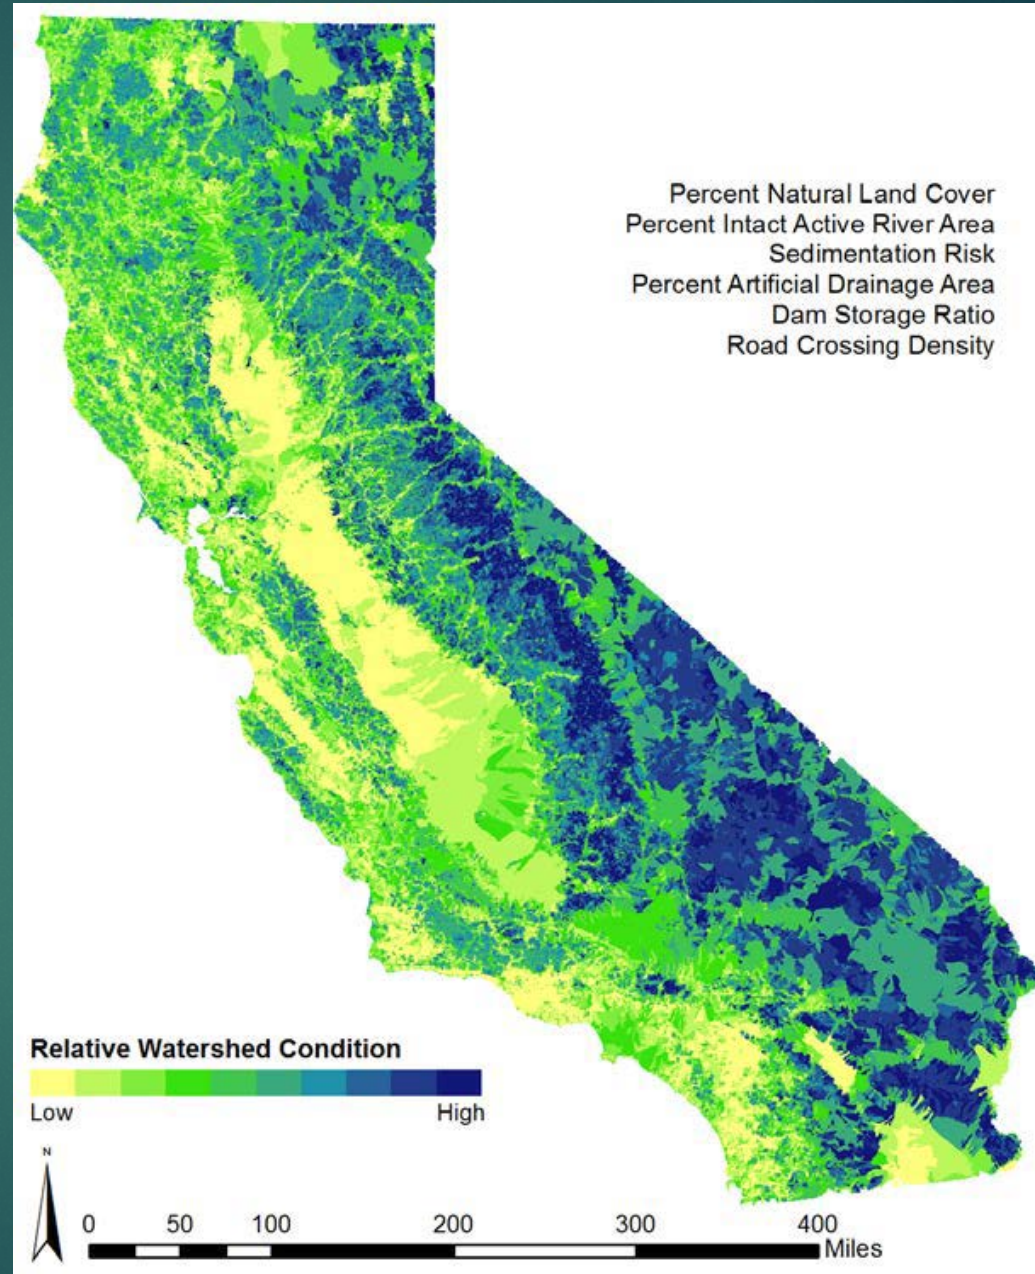 Percent Natural Land Cover
Percent Intact Active River Area
Sedimentation Risk
Percent Artificial Drainage Area
Dam Storage Ratio
Road Crossing Density
Relative Watershed Condition
Low High
N
0 50 100 200 300 400
Miles